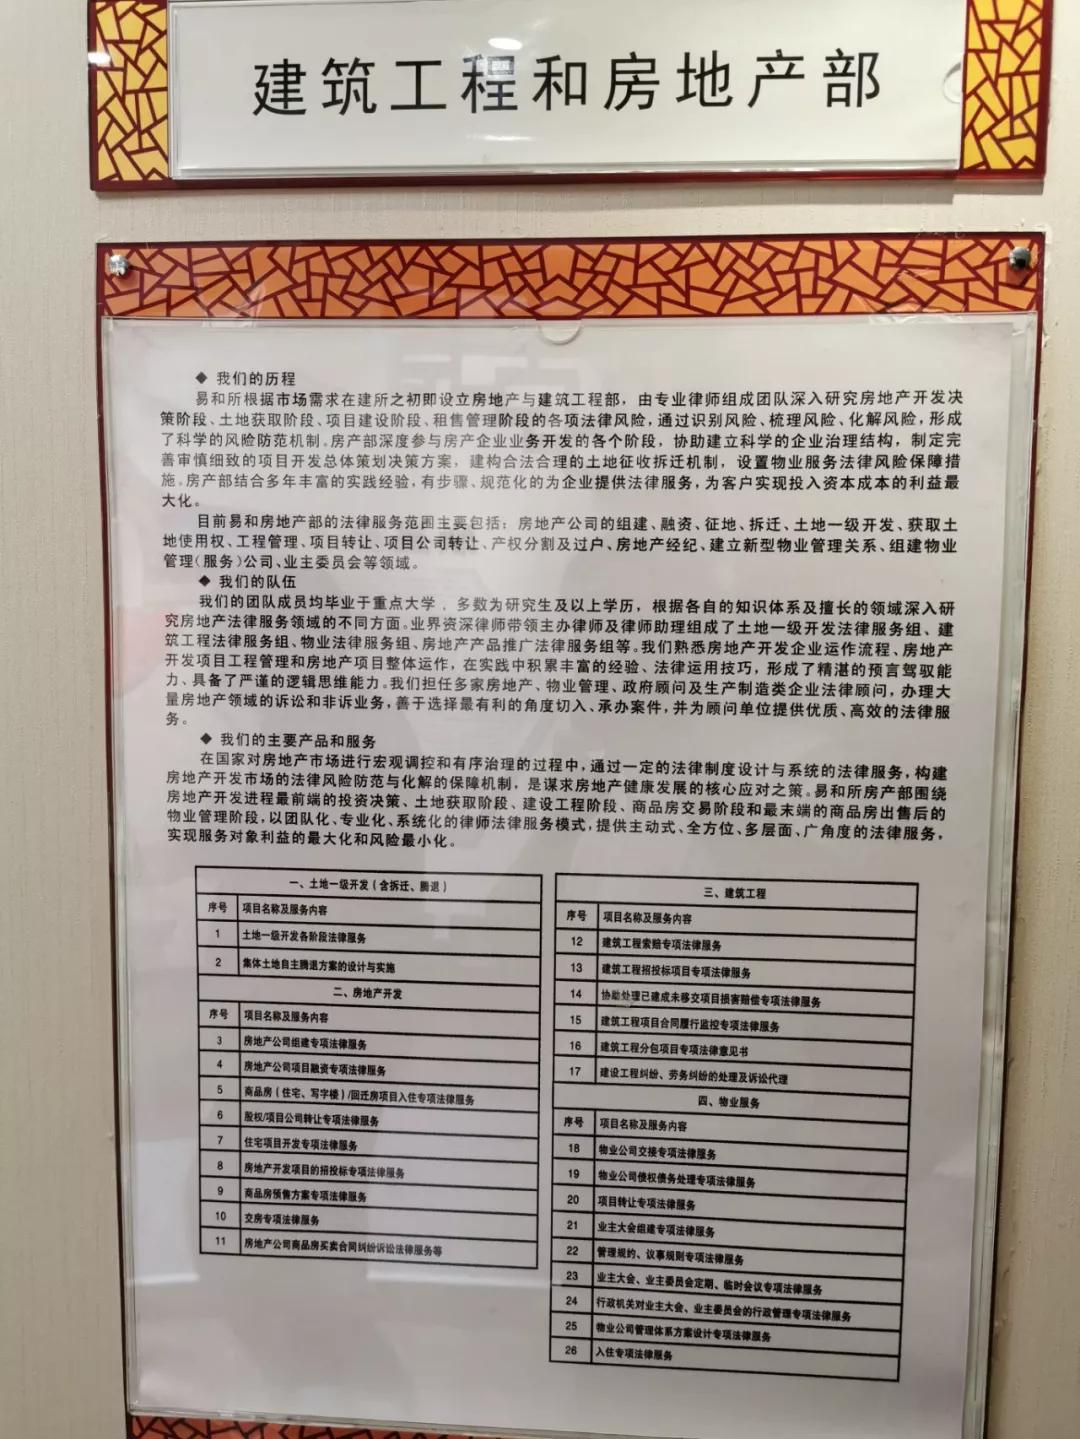 建筑工程和房地产部
◆ 我们的历程
易和所根据市场需求在建所之初即设立房地产与建筑工程部，由专业律师组成团队深入研究房地产开发决
策阶段、土地获取阶段、项目建设阶段、租售管理阶段的各项法律风险，通过识别风险、梳理风险、化解风险，形成
了科学的风险防范机制。房产部深度参与房产企业业务开发的各个阶段，协助建立科学的企业治理结构，制定完
善审慎细致的项目开发总体策划决策方案，建构合法合理的土地征收拆迁机制，设置物业服务法律风险保障措
施。房产部结合多年丰富的实践经验，有步骤、规范化的为企业提供法律服务，为客户实现投入资本成本的利益最
大化。
目前易和房地产部的法律服务范围主要包括：房地产公司的组建、融资、征地、拆迁、土地一级开发、获取土
地使用权、工程管理、项目转让、项目公司转让、产权分割及过户、房地产经纪、建立新型物业管理关系、组建物业
管理（服务）公司、业主委员会等领域。
◆ 我们的队伍
我们的团队成员均毕业于重点大学，多数为研究生及以上学历，根据各自的知识体系及擅长的领域深入研
究房地产法律服务领域的不同方面。业界资深律师带领主办律师及律师助理组成了土地一级开发法律服务组、建
筑工程法律服务组、物业法律服务组、房地产产品推广法律服务组等。我们熟悉房地产开发企业运作流程、房地产
开发项目工程管理和房地产项目整体运作，在实践中积累丰富的经验、法律运用技巧，形成了精湛的预言驾驭能
力、具备了严谨的逻辑思维能力。我们担任多家房地产、物业管理、政府顾问及生产制造类企业法律顾问，办理大
量房地产领域的诉讼和非诉业务，善于选择最有利的角度切入、承办案件，并为顾问单位提供优质、高效的法律服
务。
◆ 我们的主要产品和服务
在国家对房地产市场进行宏观调控和有序治理的过程中，通过一定的法律制度设计与系统的法律服务，构建
房地产开发市场的法律风险防范与化解的保障机制，是谋求房地产健康发展的核心应对之策。易和所房产部围绕
房地产开发进程最前端的投资决策、土地获取阶段、建设工程阶段、商品房交易阶段和最末端的商品房出售后的
物业管理阶段，以团队化、专业化、系统化的律师法律服务模式，提供主动式、全方位、多层面、广角度的法律服务，
实现服务对象利益的最大化和风险最小化。
一、土地一级开发（含拆迁、腾退）
序号 项目名称及服务内容
1 土地一级开发各阶段法律服务
2 集体土地自主腾退方案的设计与实施
二、房地产开发
序号 项目名称及服务内容
3 房地产公司组建专项法律服务
4 房地产公司项目融资专项法律服务
5 商品房（住宅、写字楼）/回迁房项目入住专项法律服务
6 股权/项目公司转让专项法律服务
7 住宅项目开发专项法律服务
8 房地产开发项目的招投标专项法律服务
9 商品房预售方案专项法律服务
10 交房专项法律服务
11 房地产公司商品房买卖合同纠纷诉讼法律服务等
三、建筑工程
序号 项目名称及服务内容
12 建筑工程索赔专项法律服务
13 建筑工程招投标项目专项法律服务
14 协助处理已建成未移交项目损害赔偿专项法律服务
15 建筑工程项目合同履行监控专项法律服务
16 建筑工程分包项目专项法律意见书
17 建设工程纠纷、劳务纠纷的处理及诉讼代理
四、物业服务
序号 项目名称及服务内容
18 物业公司交接专项法律服务
19 物业公司债权债务处理专项法律服务
20 项目转让专项法律服务
21 业主大会组建专项法律服务
22 管理规约、议事规则专项法律服务
23 业主大会、业主委员会定期、临时会议专项法律服务
24 行政机关对业主大会、业主委员会的行政管理专项法律服务
25 物业公司管理体系方案设计专项法律服务
26 入住专项法律服务